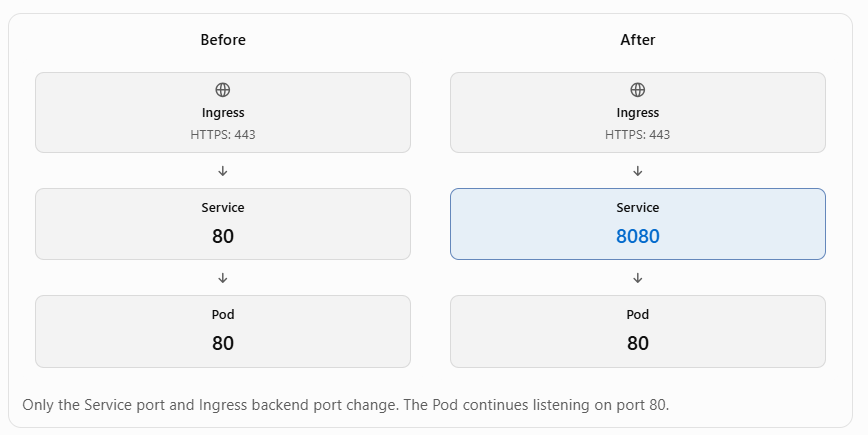 Before
After
Ingress
HTTPS: 443
Ingress
HTTPS: 443
Service
80
Service
8080
Pod
80
Pod
80
Only the Service port and Ingress backend port change. The Pod continues listening on port 80.